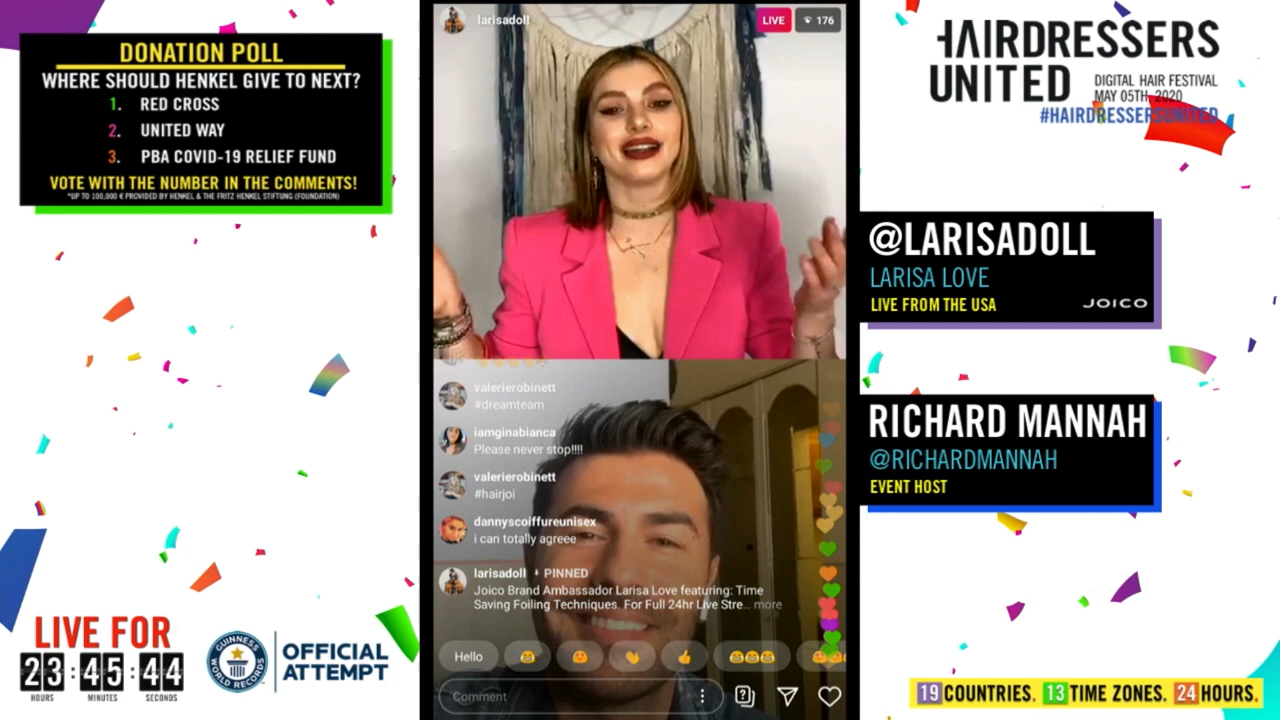 DONATION POLL
WHERE SHOULD HENKEL GIVE TO NEXT?
1. RED CROSS
2. UNITED WAY
3. PBA COVID-19 RELIEF FUND
VOTE WITH THE NUMBER IN THE COMMENTS!
*UP TO 100,000 € PROVIDED BY HENKEL & THE FRITZ HENKEL STIFTUNG (FOUNDATION)
LIVE FOR
23:45:44
HOURS MINUTES SECONDS
GUINNESS WORLD RECORDS
OFFICIAL
ATTEMPT
larisadoll
LIVE 176
valerierobinett
#dreamteam
iamginabianca
Please never stop!!!!
valerierobinett
#hairjoi
dannyscoiffureunisex
i can totally agreee
larisadoll PINNED
Joico Brand Ambassador Larisa Love featuring: Time
Saving Foiling Techniques. For Full 24hr Live Stre... more
Hello
Comment
HAIRDRESSERS
UNITED
DIGITAL HAIR FESTIVAL
MAY 05TH, 2020
#HAIRDRESSERSUNITED
@LARISADOLL
LARISA LOVE
LIVE FROM THE USA
JOICO
RICHARD MANNAH
@RICHARDMANNAH
EVENT HOST
19 COUNTRIES. 13 TIME ZONES. 24 HOURS.